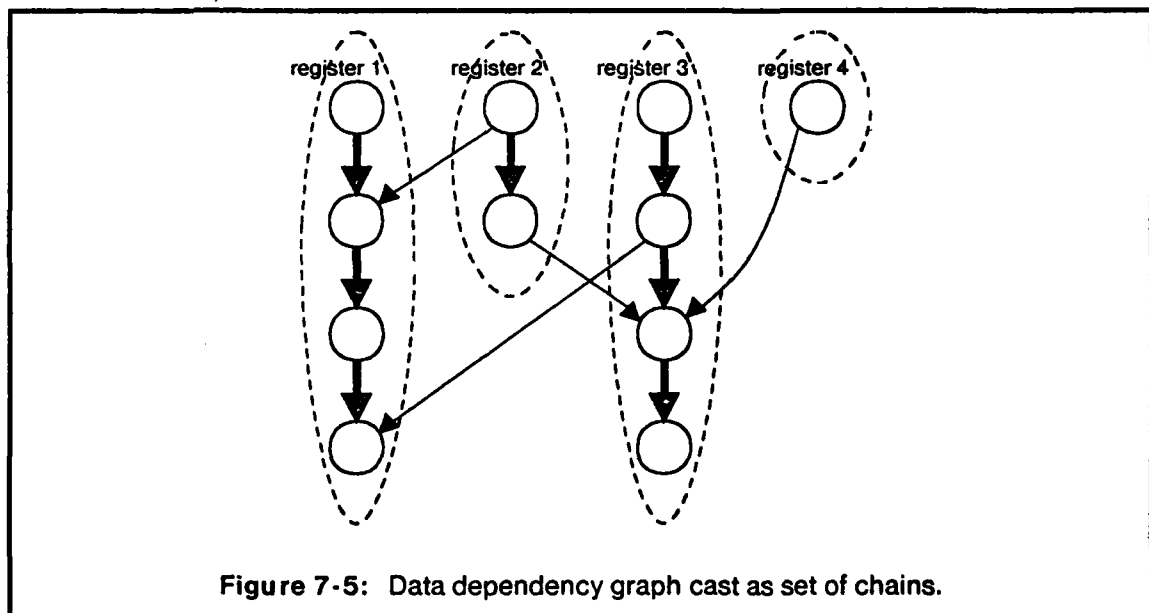 register 1 register 2 register 3 register 4
Figure 7-5: Data dependency graph cast as set of chains.